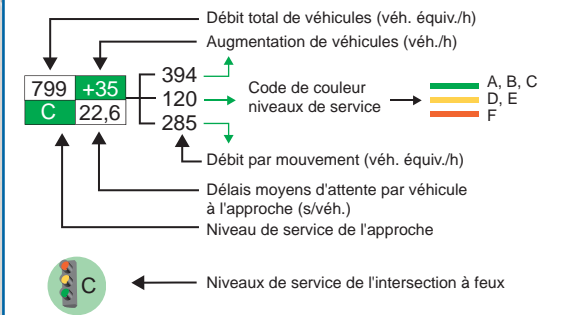 Débit total de véhicules (véh. équiv./h)
Augmentation de véhicules (véh./h)
799 +35
C 22,6
394
120
285
Code de couleur
niveaux de service
A, B, C
D, E
F
Débit par mouvement (véh. équiv./h)
Délais moyens d'attente par véhicule
à l'approche (s/véh.)
Niveau de service de l'approche
C
Niveaux de service de l'intersection à feux